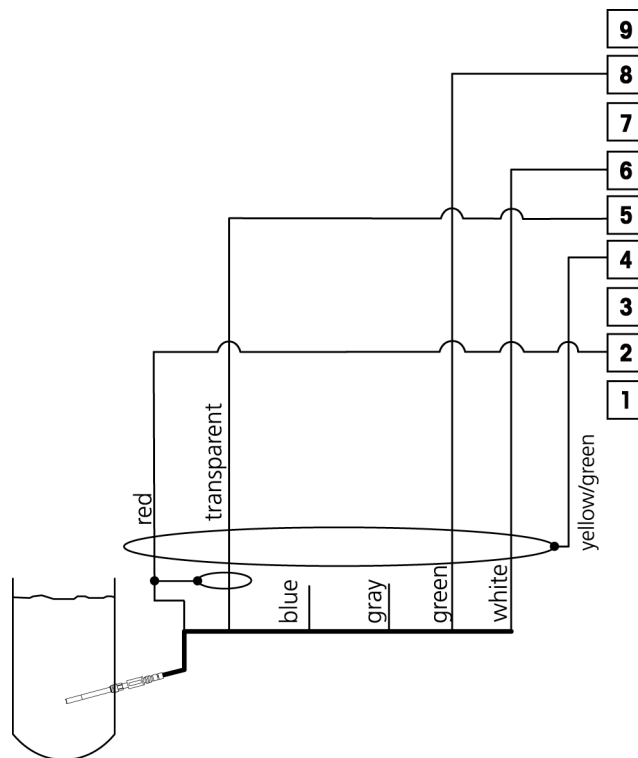 9
8
7
6
5
4
3
2
1
red
transparent
blue
gray
green
white
yellow/green